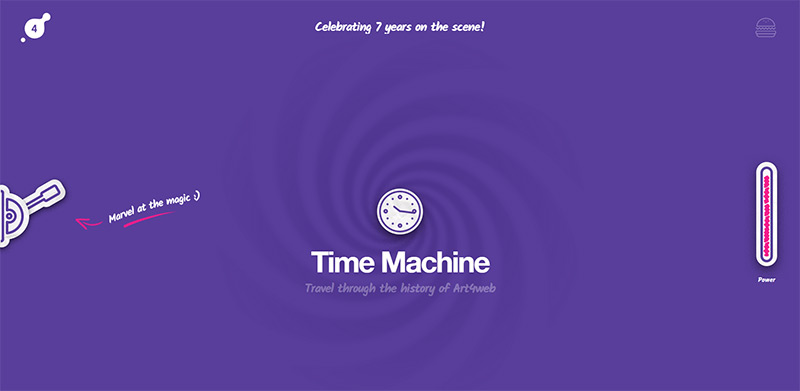 4
Celebrating 7 years on the scene!
Marvel at the magic :)
Time Machine
Travel through the history of Art4web
Power